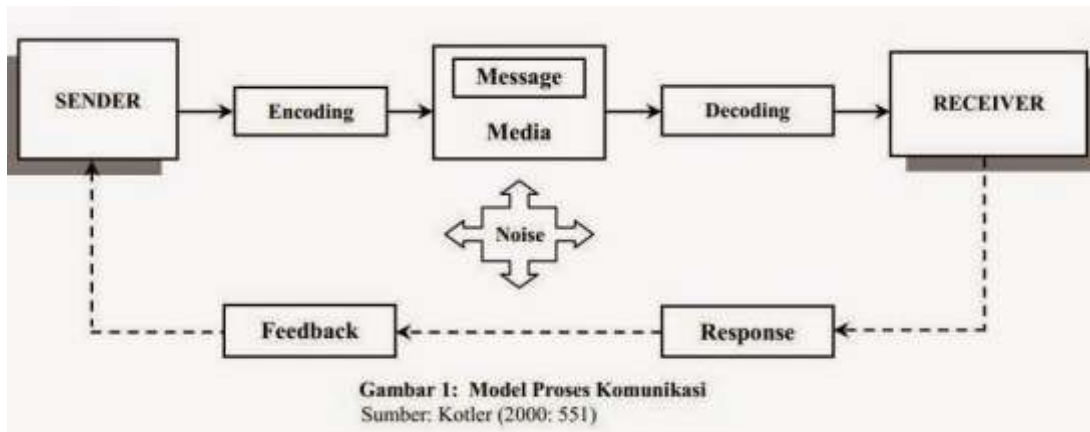 SENDER
Encoding
Message
Media
Decoding
RECEIVER
Noise
Feedback
Response
Gambar 1: Model Proses Komunikasi
Sumber: Kotler (2000: 551)